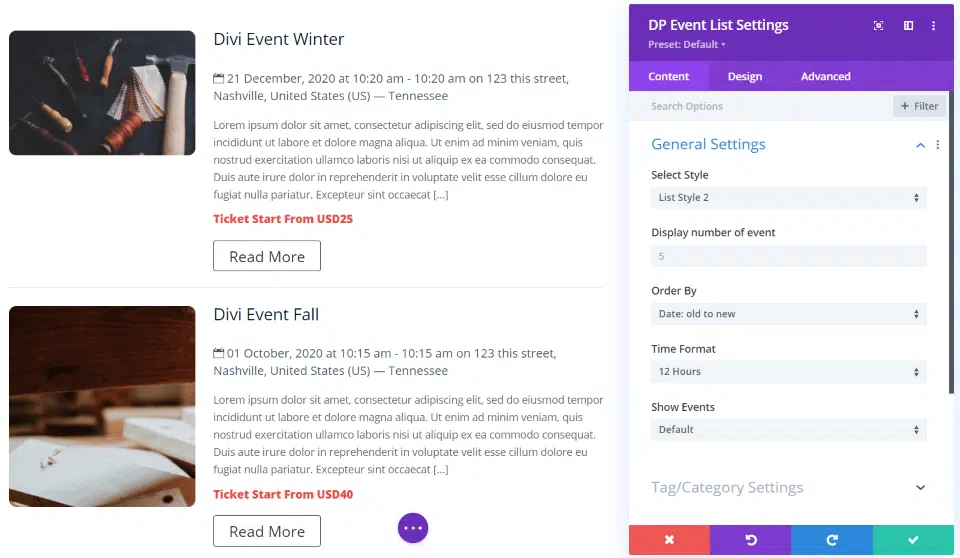 Divi Event Winter
21 December, 2020 at 10:20 am - 10:20 am on 123 this street,
Nashville, United States (US) — Tennessee
Lorem ipsum dolor sit amet, consectetur adipiscing elit, sed do eiusmod tempor
incididunt ut labore et dolore magna aliqua. Ut enim ad minim veniam, quis
nostrud exercitation ullamco laboris nisi ut aliquip ex ea commodo consequat.
Duis aute irure dolor in reprehenderit in voluptate velit esse cillum dolore eu
fugiat nulla pariatur. Excepteur sint occaecat [...]
Ticket Start From USD25
Read More
Divi Event Fall
01 October, 2020 at 10:15 am - 10:15 am on 123 this street,
Nashville, United States (US) — Tennessee
Lorem ipsum dolor sit amet, consectetur adipiscing elit, sed do eiusmod tempor
incididunt ut labore et dolore magna aliqua. Ut enim ad minim veniam, quis
nostrud exercitation ullamco laboris nisi ut aliquip ex ea commodo consequat.
Duis aute irure dolor in reprehenderit in voluptate velit esse cillum dolore eu
fugiat nulla pariatur. Excepteur sint occaecat [...]
Ticket Start From USD40
Read More
DP Event List Settings
Preset: Default
Content Design Advanced
Search Options + Filter
General Settings
Select Style
List Style 2
Display number of event
5
Order By
Date: old to new
Time Format
12 Hours
Show Events
Default
Tag/Category Settings